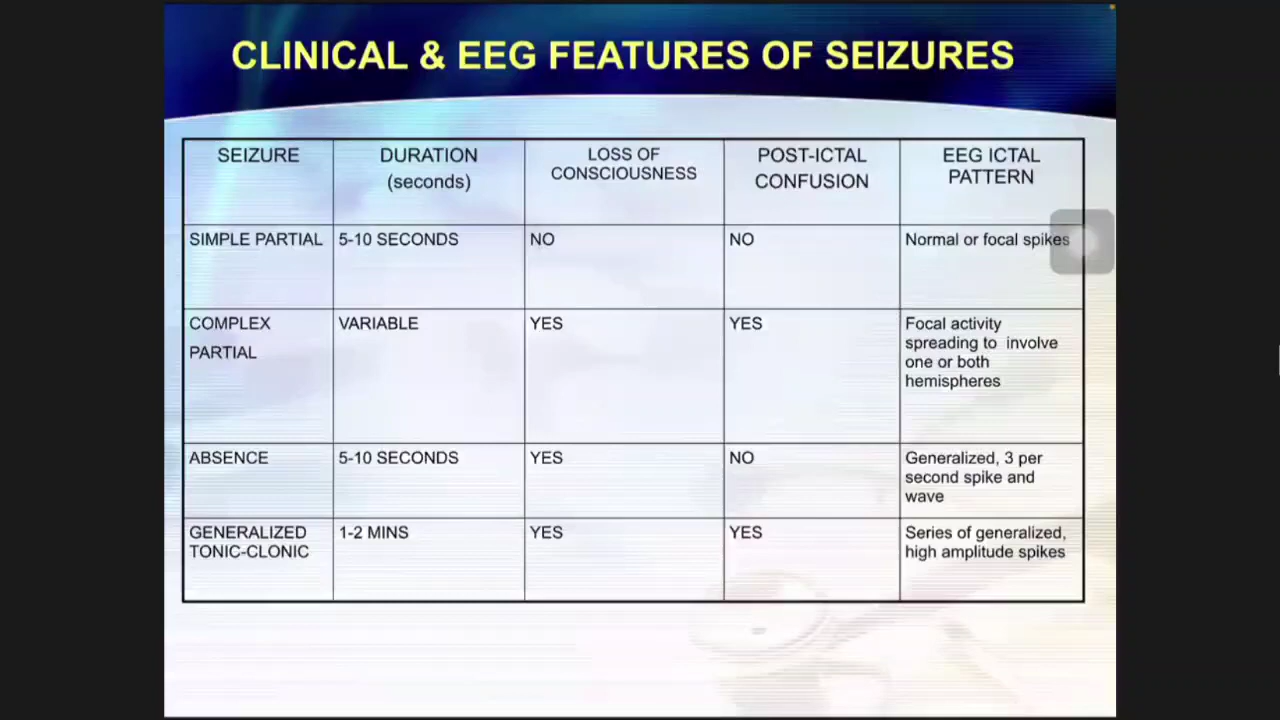 CLINICAL & EEG FEATURES OF SEIZURES
SEIZURE
DURATION
(seconds)
LOSS OF
CONSCIOUSNESS
POST-ICTAL
CONFUSION
EEG ICTAL
PATTERN
SIMPLE PARTIAL
5-10 SECONDS
NO
NO
Normal or focal spikes
COMPLEX
PARTIAL
VARIABLE
YES
YES
Focal activity
spreading to involve
one or both
hemispheres
ABSENCE
5-10 SECONDS
YES
NO
Generalized, 3 per
second spike and
wave
GENERALIZED
TONIC-CLONIC
1-2 MINS
YES
YES
Series of generalized,
high amplitude spikes